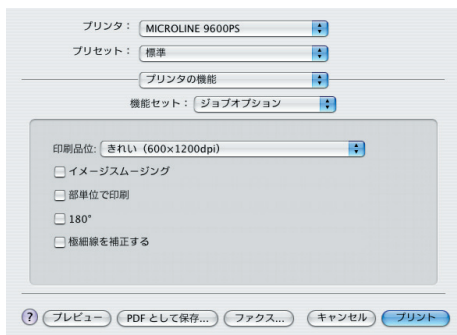 プリンタ： MICROLINE 9600PS
プリセット： 標準
プリンタの機能
機能セット： ジョブオプション
印刷品位: きれい（600×1200dpi）
イメージスムージング
部単位で印刷
180°
極細線を補正する
? プレビュー PDF として保存... ファクス... キャンセル プリント